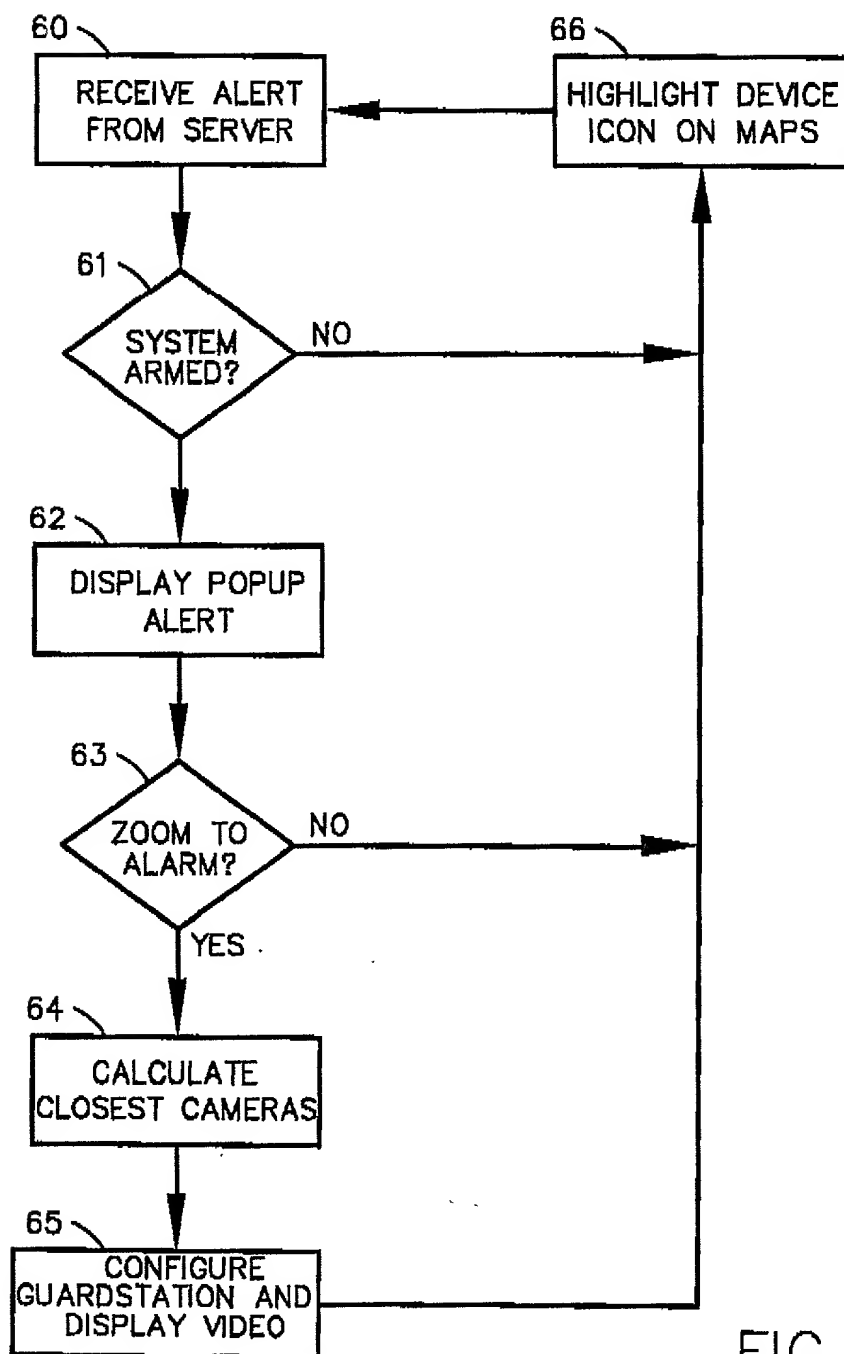 60
RECEIVE ALERT
FROM SERVER
66
HIGHLIGHT DEVICE
ICON ON MAPS
61
SYSTEM
ARMED?
NO
62
DISPLAY POPUP
ALERT
63
ZOOM TO
ALARM?
NO
YES
64
CALCULATE
CLOSEST CAMERAS
65
CONFIGURE
GUARDSTATION AND
DISPLAY VIDEO
FIG